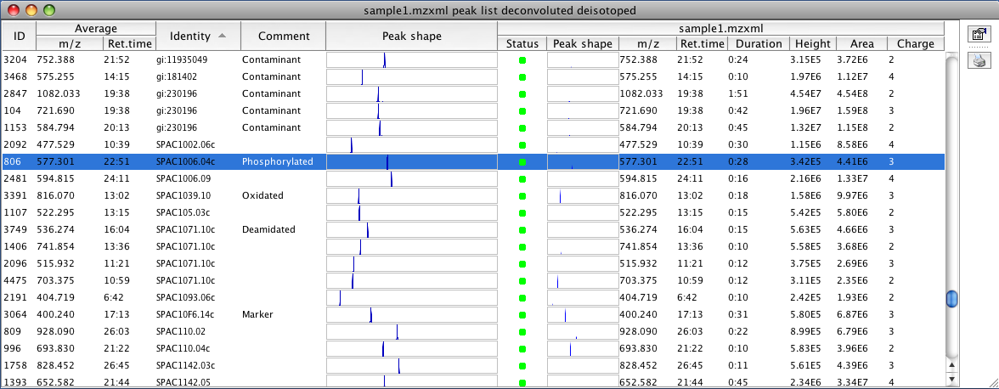 sample1.mzxml peak list deconvoluted deisotoped
ID Average Identity Comment Peak shape sample1.mzxml
m/z Ret.time Status Peak shape m/z Ret.time Duration Height Area Charge
3204 752.388 21:52 gi:11935049 Contaminant 752.388 21:52 0:24 3.15E5 3.72E6 2
3468 575.255 14:15 gi:181402 Contaminant 575.255 14:15 0:10 1.97E6 1.12E7 4
2847 1082.033 19:38 gi:230196 Contaminant 1082.033 19:38 1:51 4.54E7 4.54E8 2
104 721.690 19:38 gi:230196 Contaminant 721.690 19:38 0:42 1.96E7 1.59E8 3
1153 584.794 20:13 gi:230196 Contaminant 584.794 20:13 0:45 1.32E7 1.15E8 2
2092 477.529 10:39 SPAC1002.06c 477.529 10:39 0:30 1.15E6 8.58E6 4
806 577.301 22:51 SPAC1006.04c Phosphorylated 577.301 22:51 0:28 3.42E5 4.41E6 3
2481 594.815 24:11 SPAC1006.09 594.815 24:11 0:16 2.16E6 1.33E7 4
3391 816.070 13:02 SPAC1039.10 Oxidated 816.070 13:02 0:18 1.58E6 9.97E6 3
1107 522.295 13:15 SPAC105.03c 522.295 13:15 0:15 5.42E5 5.80E6 2
3749 536.274 16:04 SPAC1071.10c Deamidated 536.274 16:04 0:15 5.63E5 4.66E6 3
1406 741.854 13:36 SPAC1071.10c 741.854 13:36 0:10 5.58E5 3.68E6 2
2096 515.932 11:21 SPAC1071.10c 515.932 11:21 0:12 3.75E5 2.69E6 3
4475 703.375 10:59 SPAC1071.10c 703.375 10:59 0:12 3.11E5 2.35E6 2
2191 404.719 6:42 SPAC1093.06c 404.719 6:42 0:10 2.42E5 1.93E6 2
3064 400.240 17:13 SPAC10F6.14c Marker 400.240 17:13 0:31 5.80E5 6.87E6 3
809 928.090 26:03 SPAC110.02 928.090 26:03 0:22 8.99E5 6.79E6 3
996 693.830 21:22 SPAC110.04c 693.830 21:22 0:10 5.83E5 3.96E6 2
1758 828.452 26:45 SPAC1142.03c 828.452 26:45 0:11 5.61E5 4.39E6 3
1393 652.582 21:44 SPAC1142.05 652.582 21:44 0:45 2.34E6 3.34E7 4